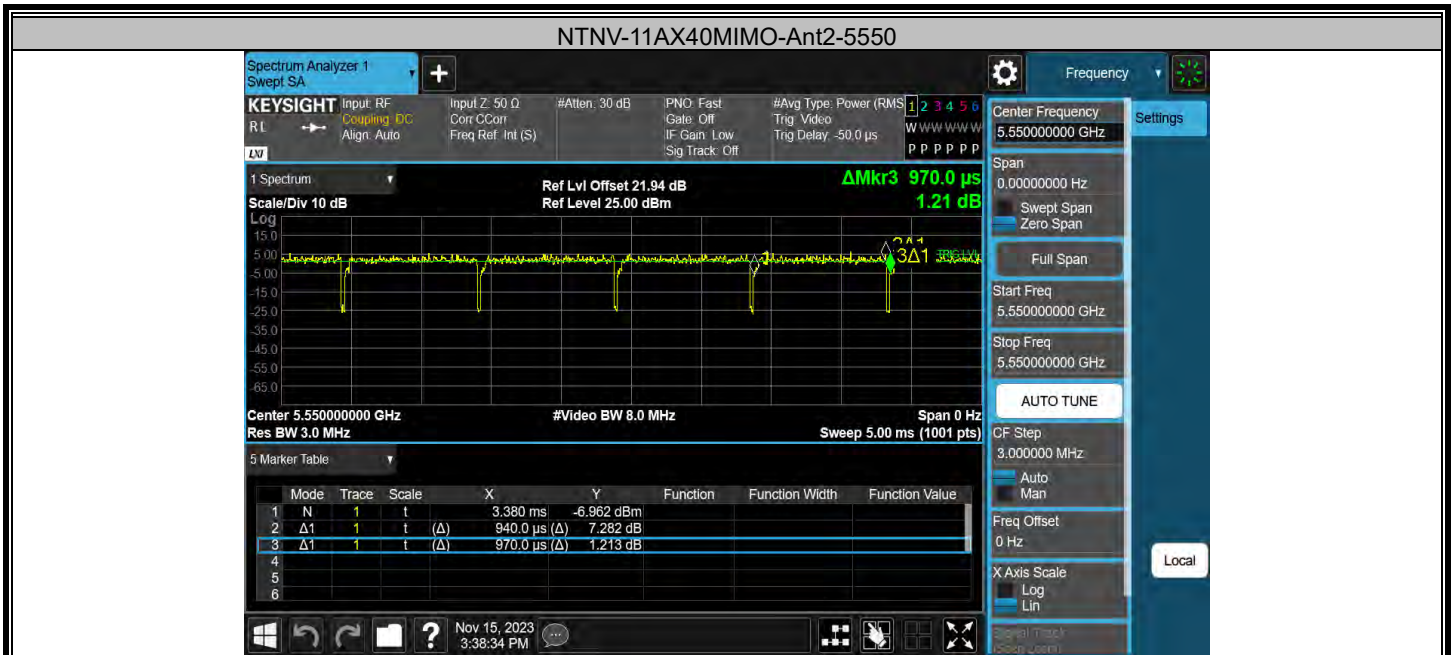 NTNV-11AX40MIMO-Ant2-5550
Spectrum Analyzer 1
Swept SA
Frequency
KEYSIGHT Input: RF Input Z: 50 Ω #Atten: 30 dB PNO: Fast #Avg Type: Power (RMS 1 2 3 4 5 6
RL Coupling: DC Corr CCorr Gate: Off Trig: Video W W W W W W
Align: Auto Freq Ref: Int (S) IF Gain: Low Trig Delay: -50.0 µs
LXI Sig Track: Off P P P P P P
1 Spectrum
Ref Lvl Offset 21.94 dB
ΔMkr3 970.0 µs
Scale/Div 10 dB Ref Level 25.00 dBm 1.21 dB
Log
15.0
5.00
-5.00
-15.0
-25.0
-35.0
-45.0
-55.0
-65.0
3Δ1
Center 5.550000000 GHz #Video BW 8.0 MHz Span 0 Hz
Res BW 3.0 MHz Sweep 5.00 ms (1001 pts)
5 Marker Table
Mode Trace Scale X Y Function Function Width Function Value
1 N 1 t 3.380 ms -6.962 dBm
2 Δ1 1 t (Δ) 940.0 µs (Δ) 7.282 dB
3 Δ1 1 t (Δ) 970.0 µs (Δ) 1.213 dB
4
5
6
Nov 15, 2023
3:38:34 PM
Center Frequency
5.550000000 GHz
Settings
Span
0.00000000 Hz
Swept Span
Zero Span
Full Span
Start Freq
5.550000000 GHz
Stop Freq
5.550000000 GHz
AUTO TUNE
CF Step
3.000000 MHz
Auto
Man
Freq Offset
0 Hz
X Axis Scale
Log
Lin
Local